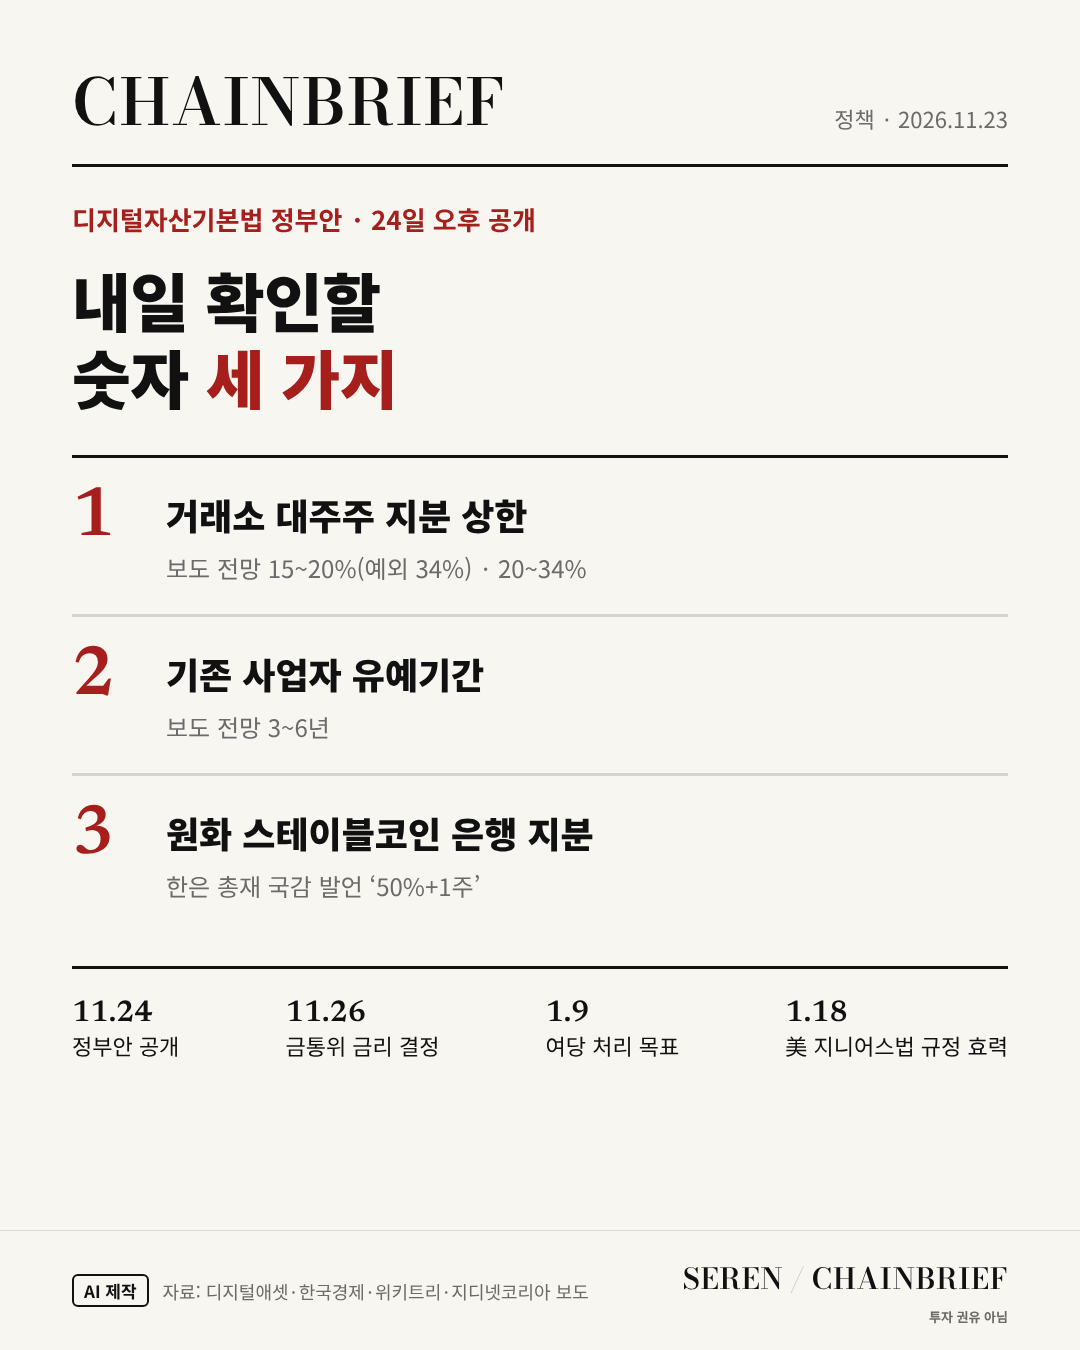 CHAINBRIEF
정책 · 2026.11.23
디지털자산기본법 정부안 · 24일 오후 공개
내일 확인할
숫자 세 가지
1
거래소 대주주 지분 상한
보도 전망 15~20%(예외 34%) · 20~34%
2
기존 사업자 유예기간
보도 전망 3~6년
3
원화 스테이블코인 은행 지분
한은 총재 국감 발언 ‘50%+1주’
11.24
정부안 공개
11.26
금통위 금리 결정
1.9
여당 처리 목표
1.18
美 지니어스법 규정 효력
AI 제작
자료: 디지털애셋·한국경제·위키트리·지디넷코리아 보도
SEREN / CHAINBRIEF
투자 권유 아님